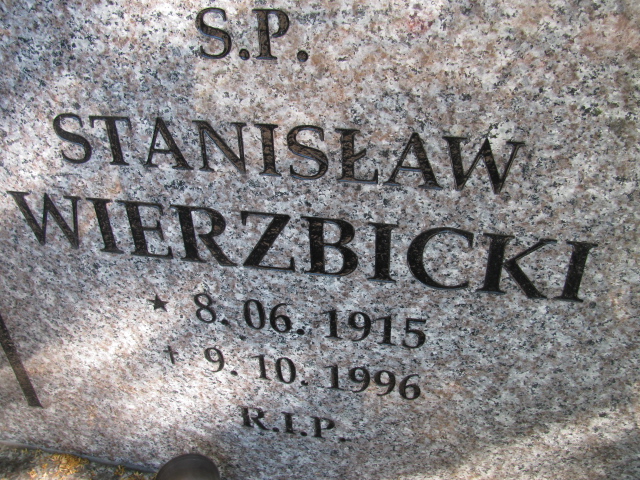 S.P.
STANISŁAW
WIERZBICKI
★ 8. 06. 1915
† 9. 10. 1996
R.I.P.